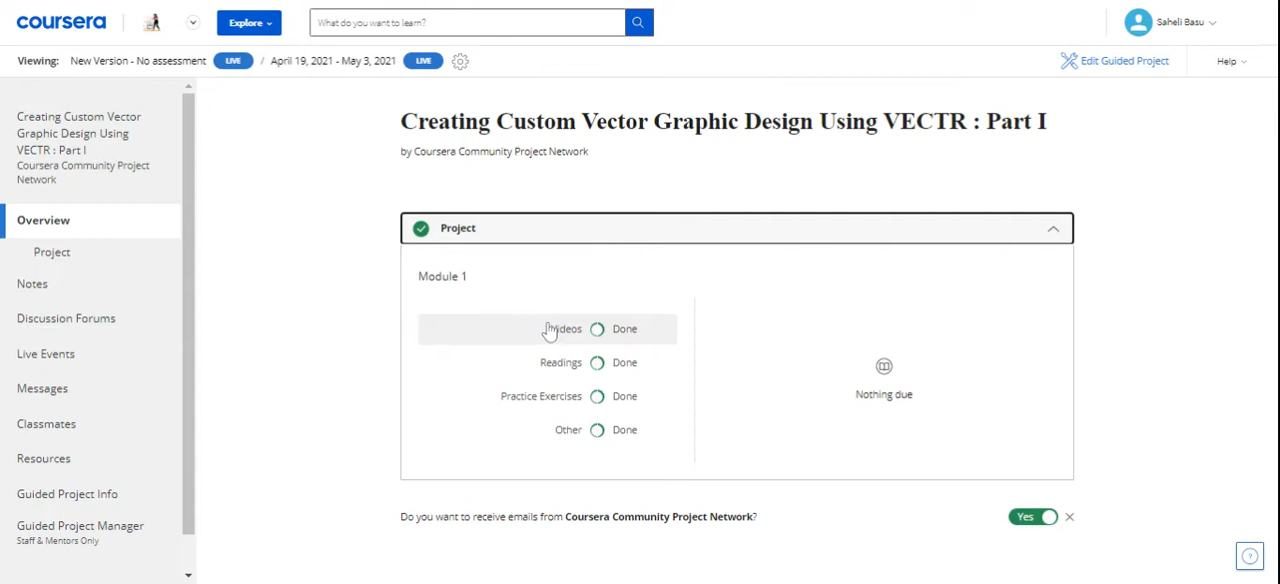 coursera
Explore
What do you want to learn?
Saheli Basu
Viewing: New Version - No assessment LIVE / April 19, 2021 - May 3, 2021 LIVE
Edit Guided Project
Help
Creating Custom Vector
Graphic Design Using
VECTR : Part I
Coursera Community Project
Network
Overview
Project
Notes
Discussion Forums
Live Events
Messages
Classmates
Resources
Guided Project Info
Guided Project Manager
Staff & Mentors Only
Creating Custom Vector Graphic Design Using VECTR : Part I
by Coursera Community Project Network
Project
Module 1
Videos Done
Readings Done
Practice Exercises Done
Other Done
Nothing due
Do you want to receive emails from Coursera Community Project Network?
Yes